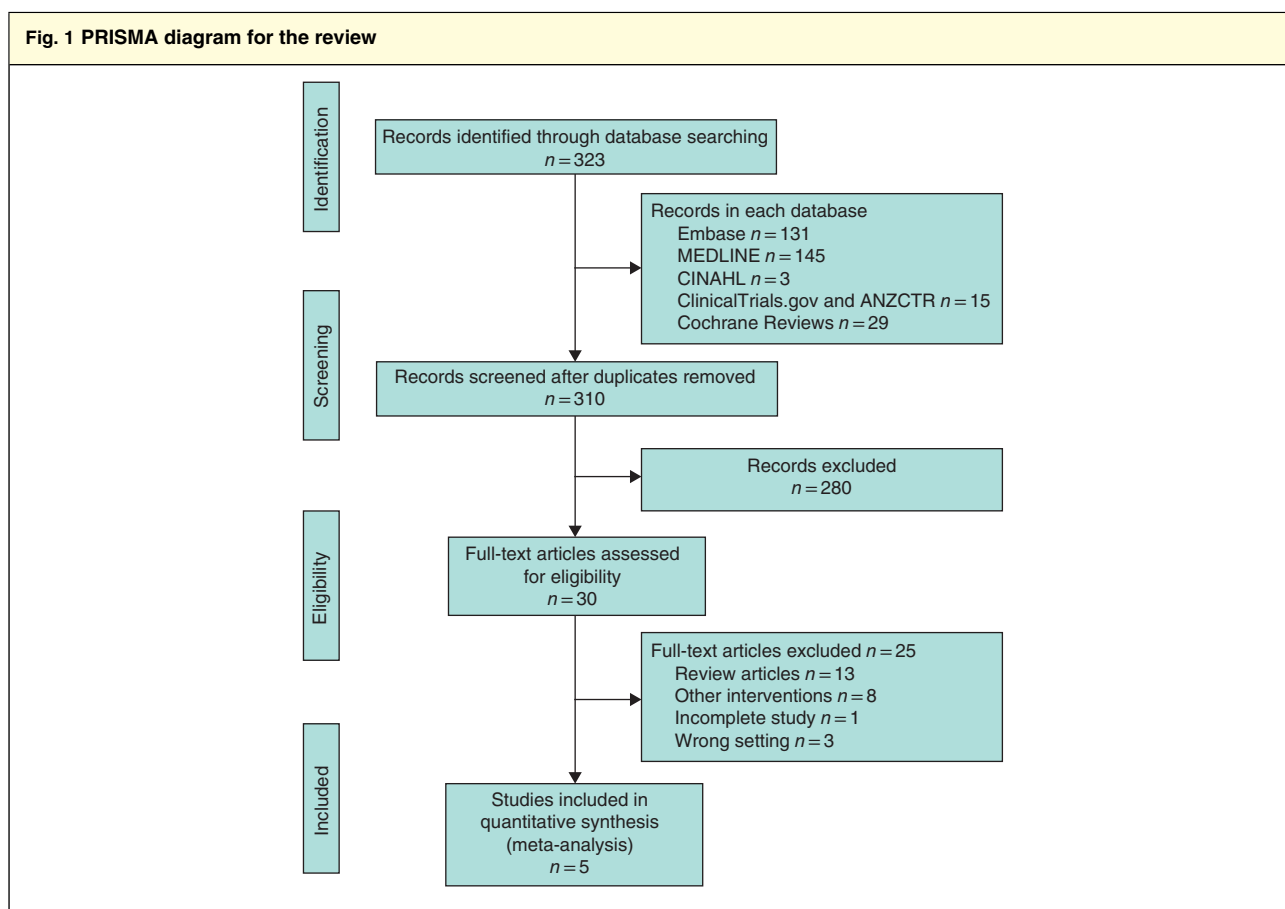 Fig. 1 PRISMA diagram for the review
Identification
Records identified through database searching
n = 323
Records in each database
Embase n = 131
MEDLINE n = 145
CINAHL n = 3
ClinicalTrials.gov and ANZCTR n = 15
Cochrane Reviews n = 29
Screening
Records screened after duplicates removed
n = 310
Records excluded
n = 280
Eligibility
Full-text articles assessed
for eligibility
n = 30
Full-text articles excluded n = 25
Review articles n = 13
Other interventions n = 8
Incomplete study n = 1
Wrong setting n = 3
Included
Studies included in
quantitative synthesis
(meta-analysis)
n = 5